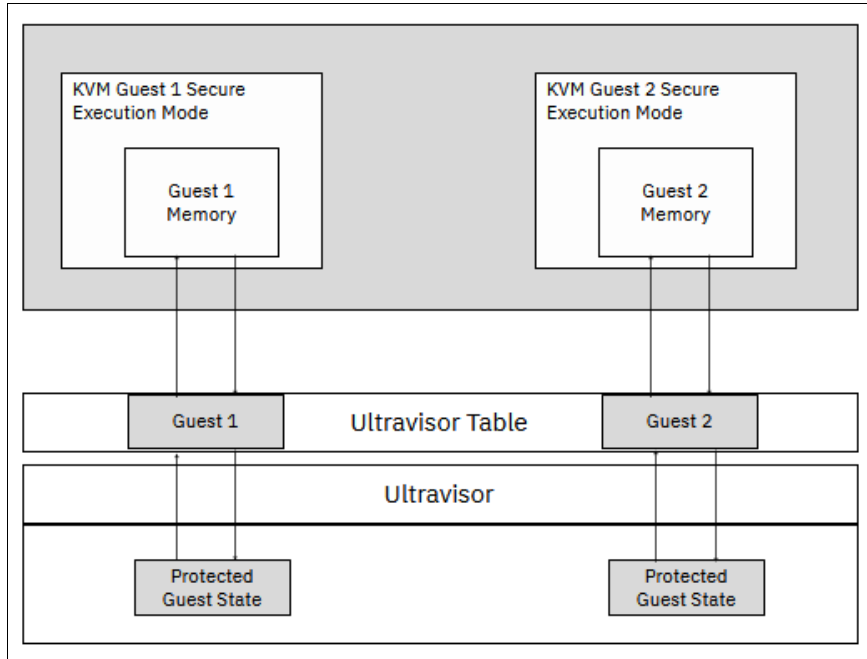 KVM Guest 1 Secure
Execution Mode
Guest 1
Memory
KVM Guest 2 Secure
Execution Mode
Guest 2
Memory
Guest 1
Ultravisor Table
Guest 2
Ultravisor
Protected
Guest State
Protected
Guest State